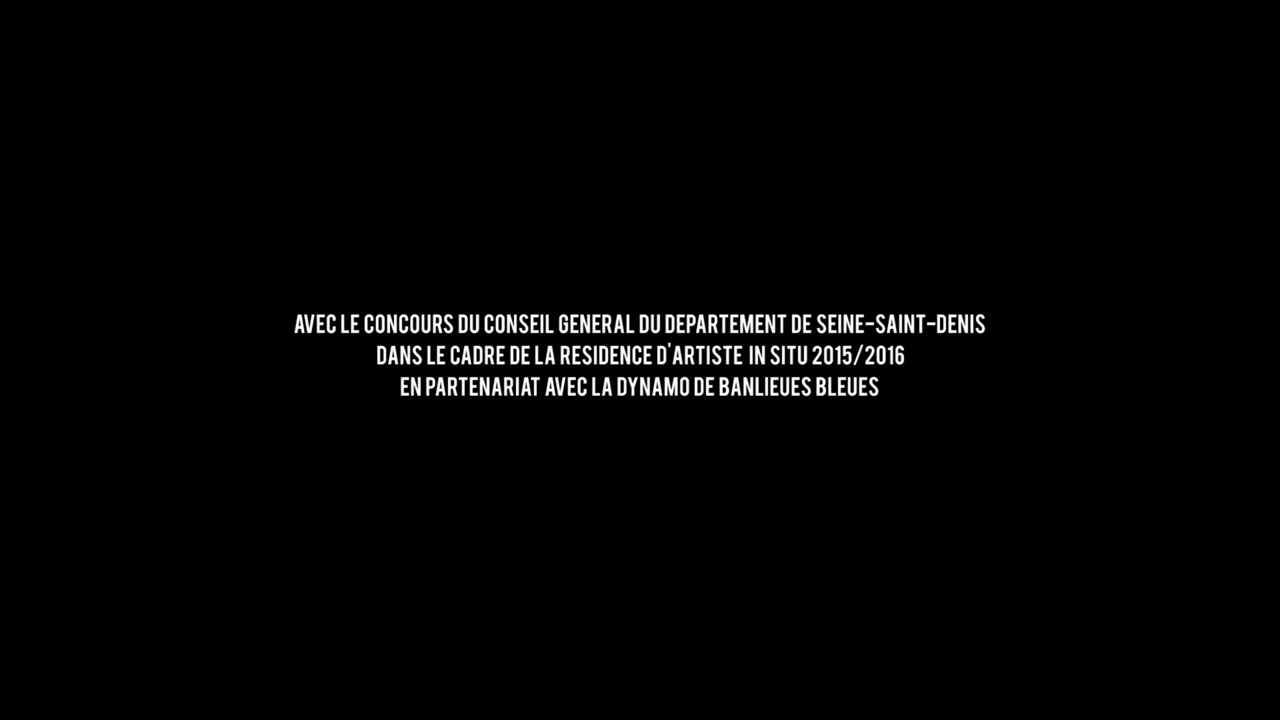 AVEC LE CONCOURS DU CONSEIL GENERAL DU DEPARTEMENT DE SEINE-SAINT-DENIS
DANS LE CADRE DE LA RESIDENCE D'ARTISTE IN SITU 2015/2016
EN PARTENARIAT AVEC LA DYNAMO DE BANLIEUES BLEUES